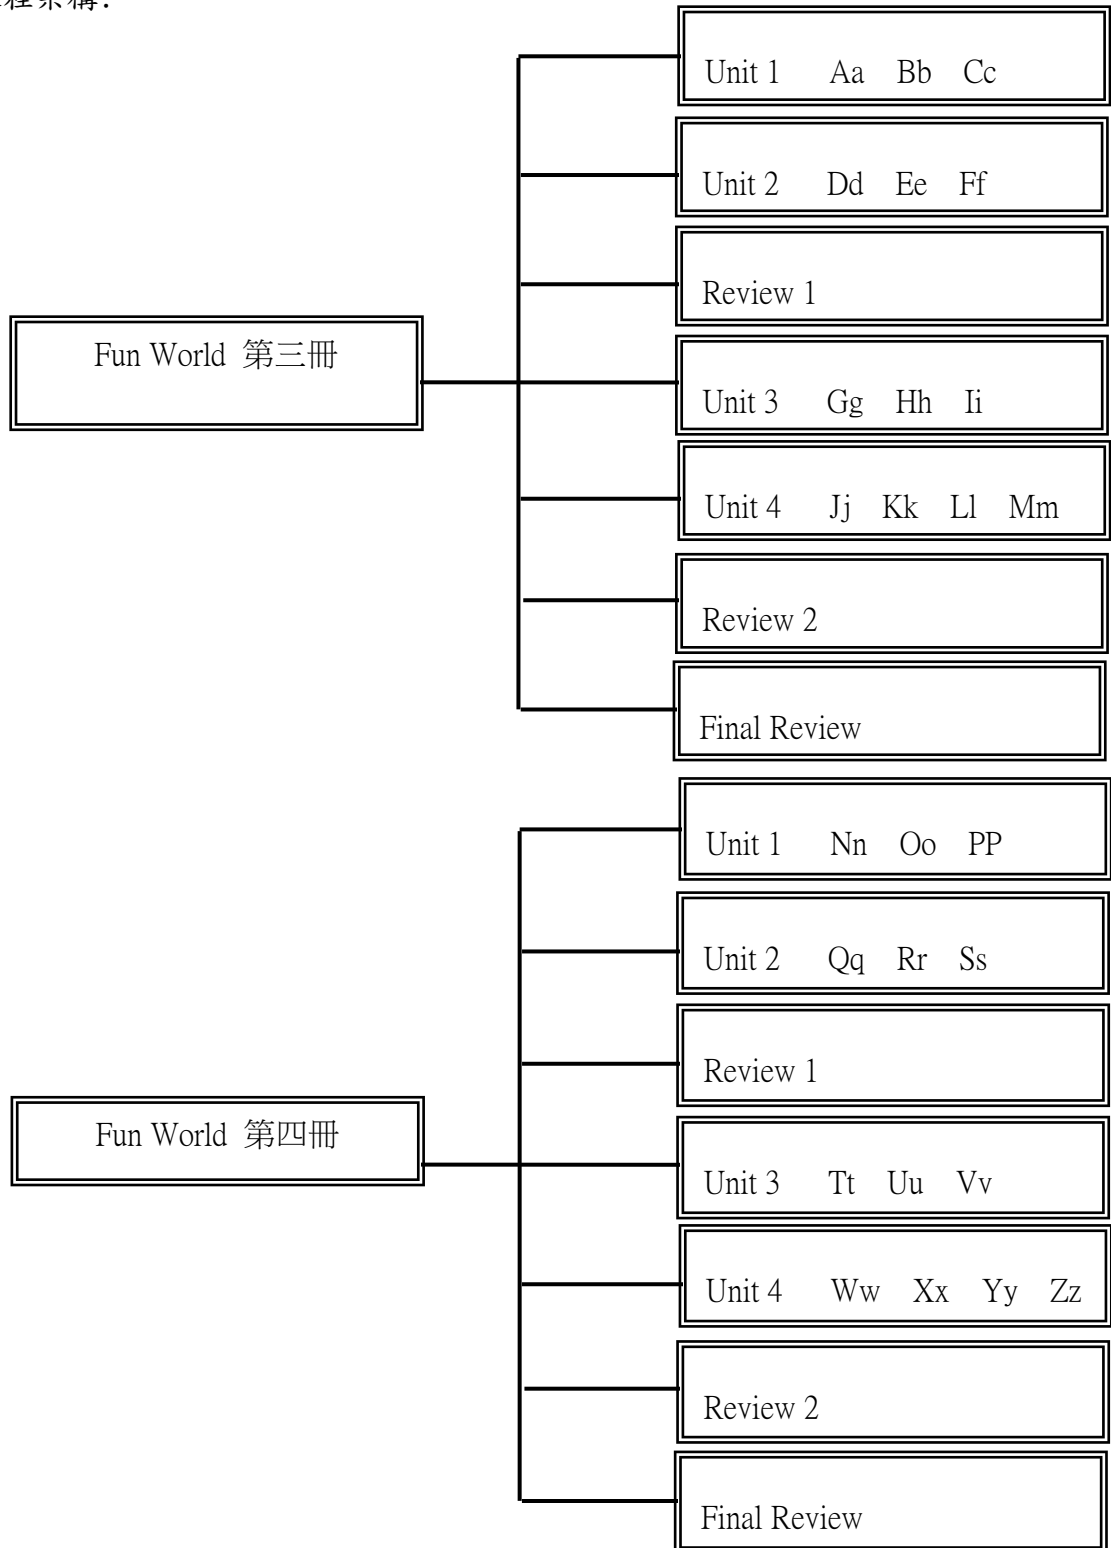 程架構：
Unit 1 Aa Bb Cc
Unit 2 Dd Ee Ff
Review 1
Fun World 第三冊
Unit 3 Gg Hh Ii
Unit 4 Jj Kk Ll Mm
Review 2
Final Review
Unit 1 Nn Oo PP
Unit 2 Qq Rr Ss
Review 1
Fun World 第四冊
Unit 3 Tt Uu Vv
Unit 4 Ww Xx Yy Zz
Review 2
Final Review